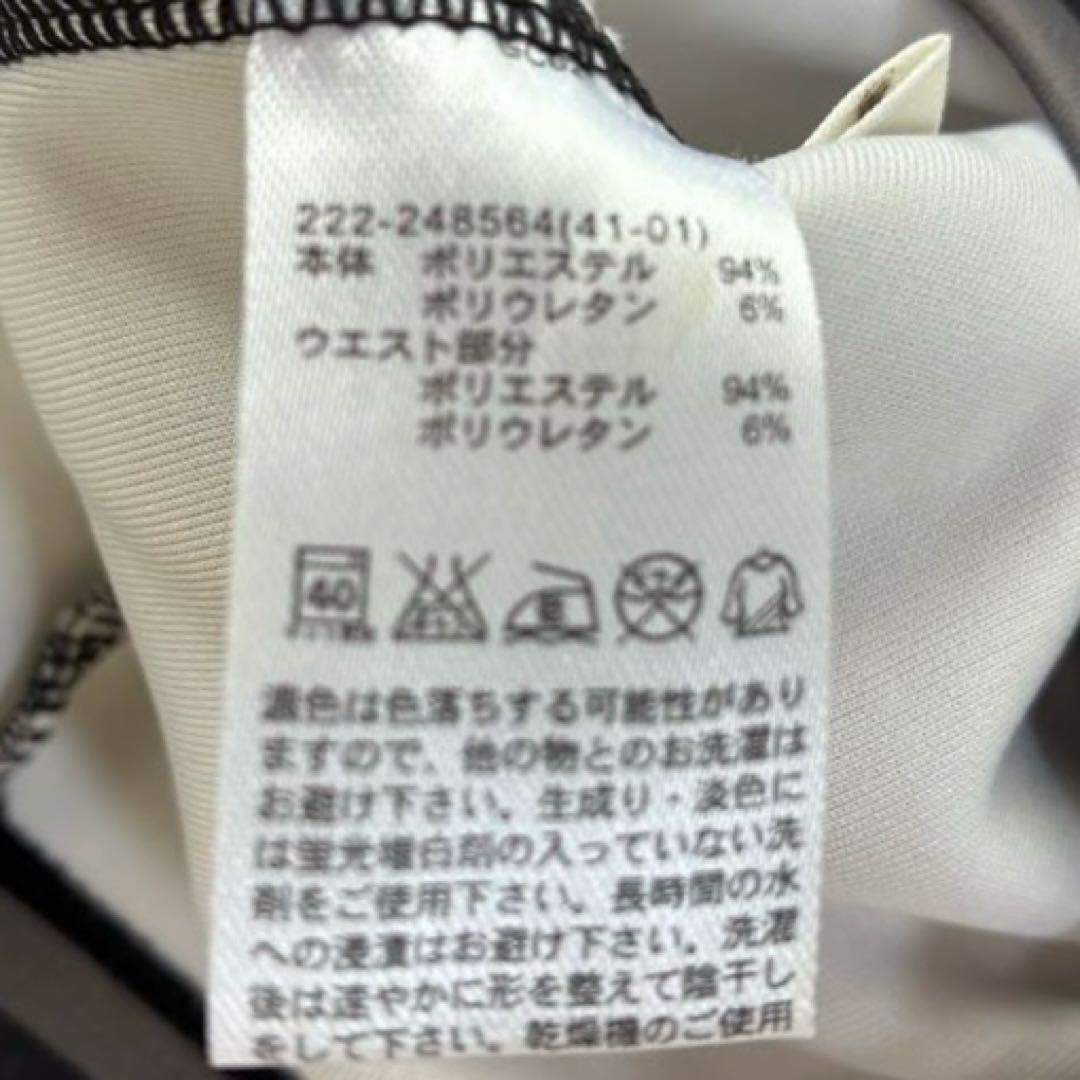 222-248564(41-01)
本体 ポリエステル 94%
ポリウレタン 6%
ウエスト部分
ポリエステル 94%
ポリウレタン 6%
40
濃色は色落ちする可能性があり
ますので、他の物とのお洗濯は
お避け下さい。生成り・淡色に
は蛍光増白剤の入っていない洗
剤をご使用下さい。長時間の水
への浸漬はお避け下さい。洗濯
後は速やかに形を整えて陰干し
をして下さい。乾燥機のご使用